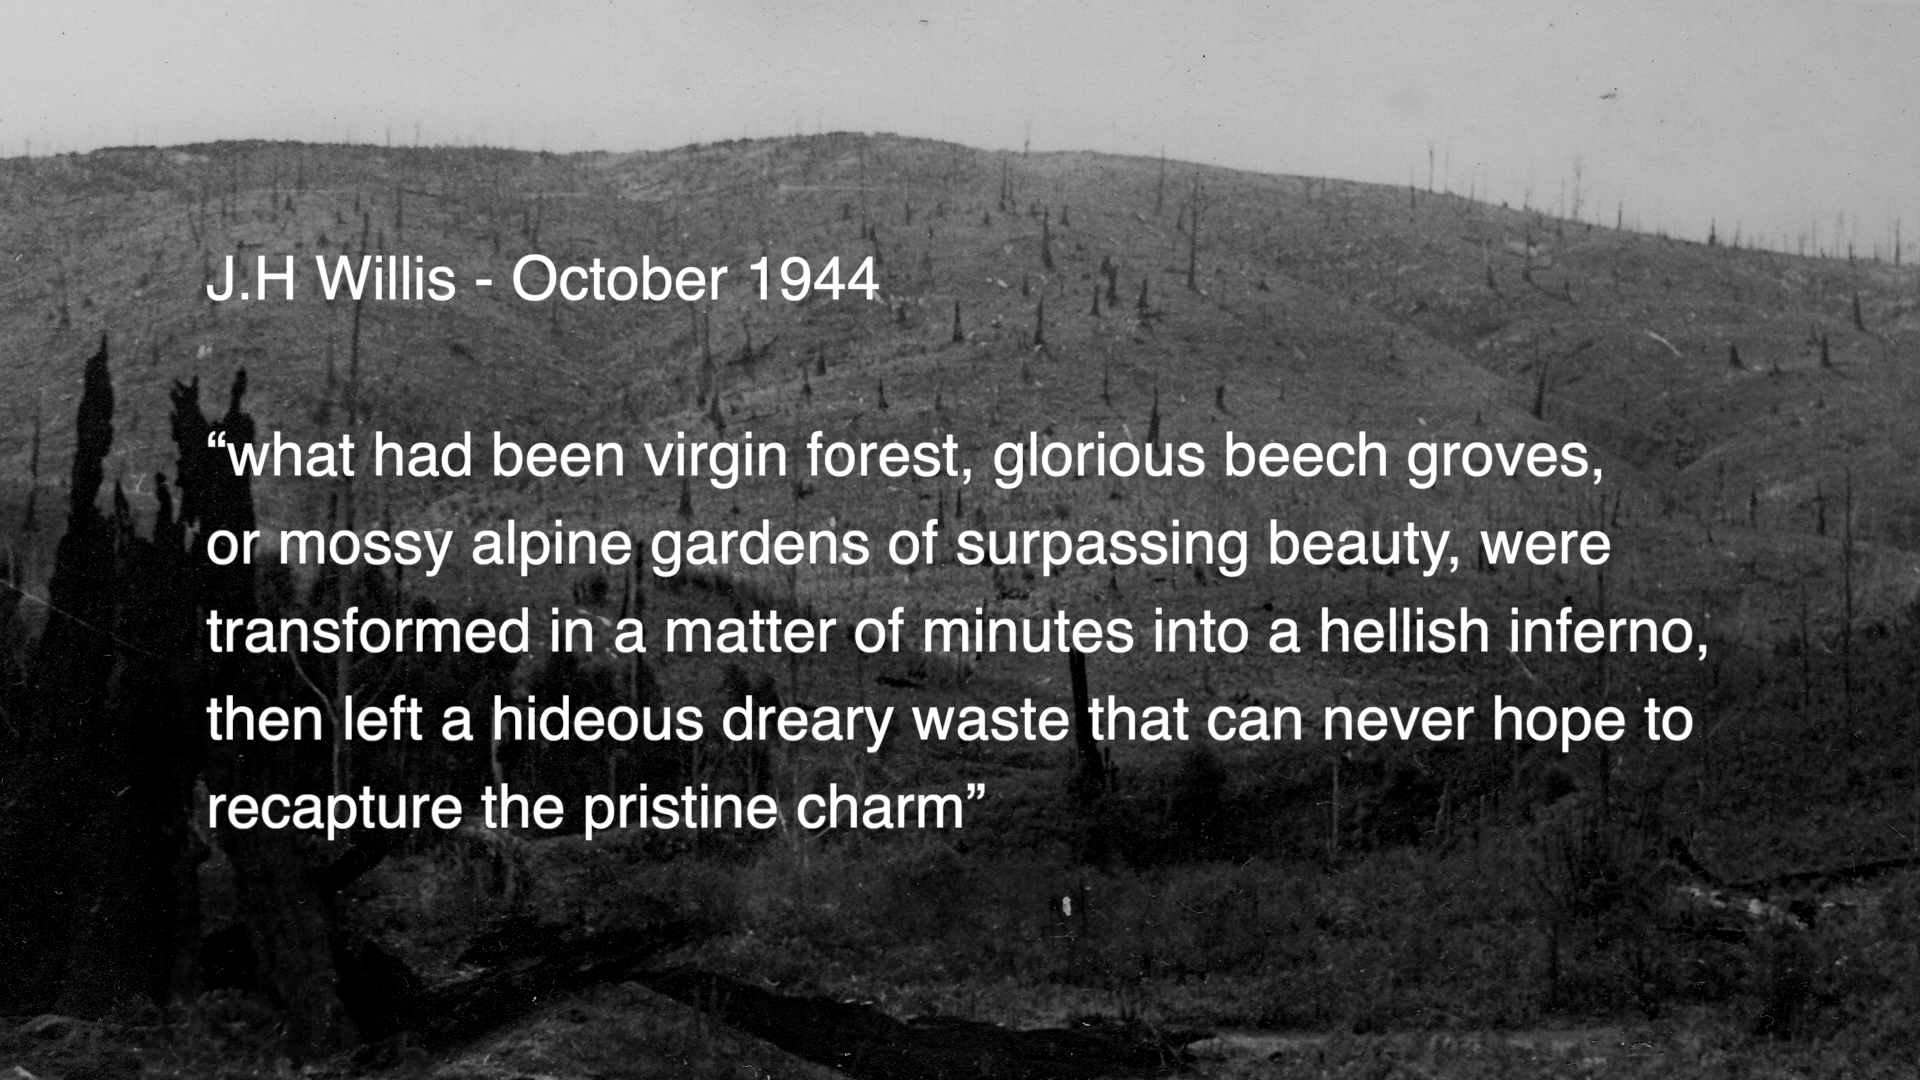 J.H Willis - October 1944
“what had been virgin forest, glorious beech groves,
or mossy alpine gardens of surpassing beauty, were
transformed in a matter of minutes into a hellish inferno,
then left a hideous dreary waste that can never hope to
recapture the pristine charm”